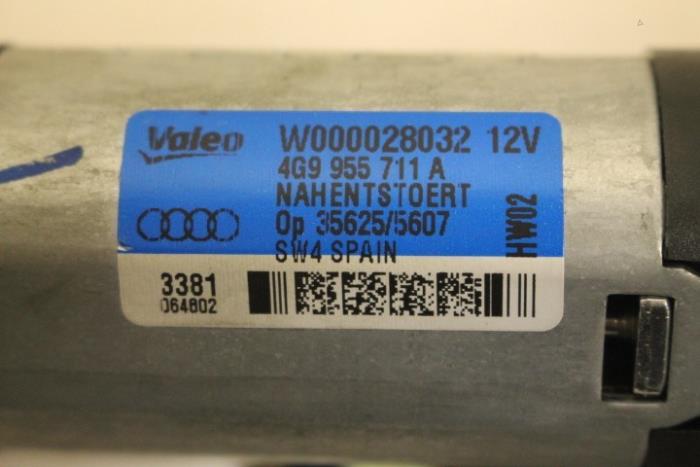 Valeo W000028032 12V
4G9 955 711 A
NAHENTSTOERT
Op 35625/5607
SW4 SPAIN
HW02
3381
064802